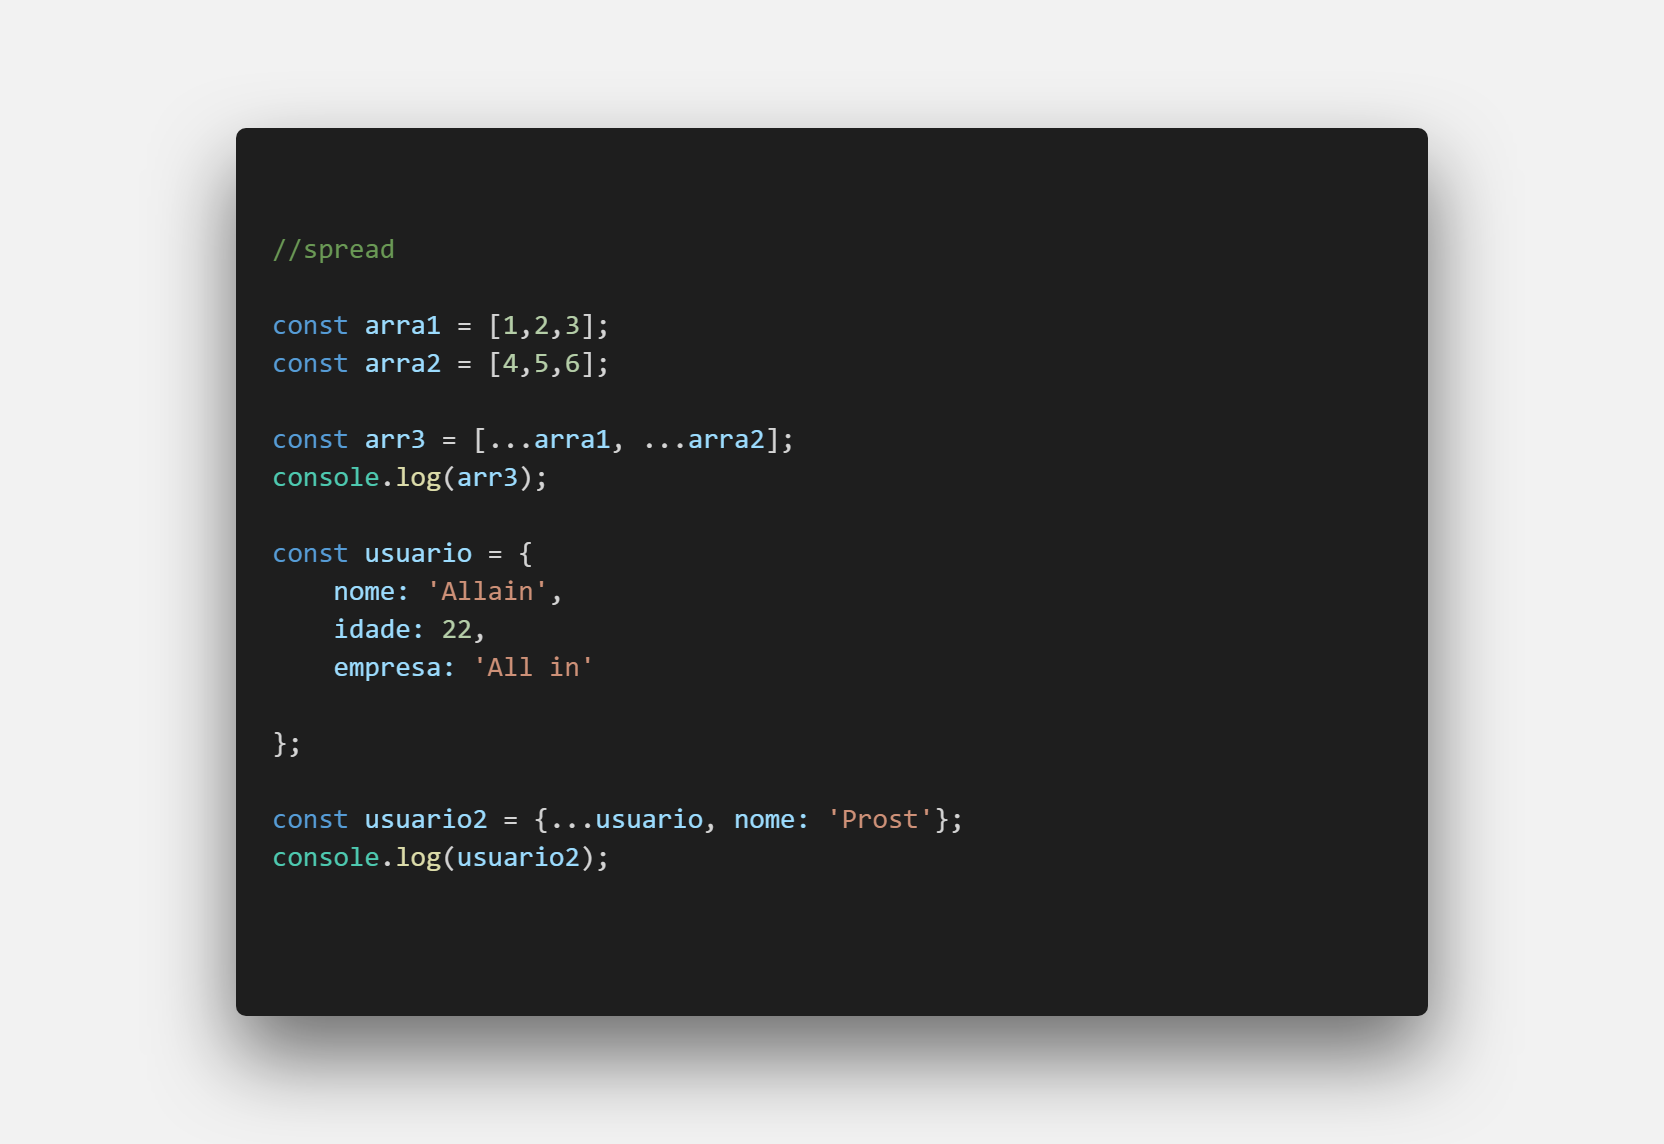 //spread
const arra1 = [1,2,3];
const arra2 = [4,5,6];
const arr3 = [...arra1, ...arra2];
console.log(arr3);
const usuario = {
    nome: 'Allain',
    idade: 22,
    empresa: 'All in'
};
const usuario2 = {...usuario, nome: 'Prost'};
console.log(usuario2);